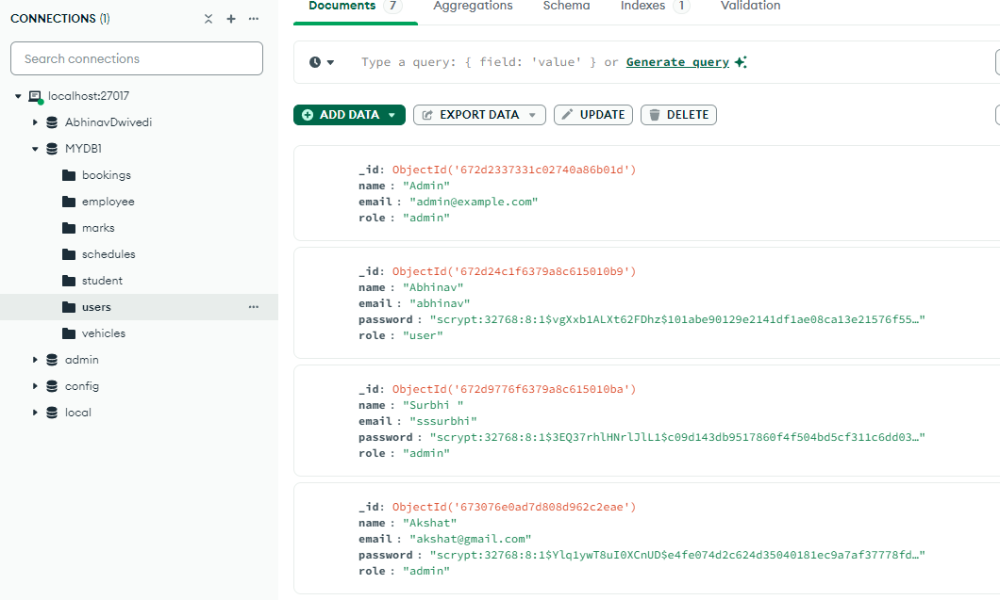 CONNECTIONS (1)
Search connections
localhost:27017
AbhinavDwivedi
MYDB1
bookings
employee
marks
schedules
student
users
vehicles
admin
config
local
Documents 7 Aggregations Schema Indexes 1 Validation
Type a query: { field: 'value' } or Generate query
ADD DATA EXPORT DATA UPDATE DELETE
_id: ObjectId('672d2337331c02740a86b01d')
name : "Admin"
email : "admin@example.com"
role : "admin"
_id: ObjectId('672d24c1f6379a8c615010b9')
name : "Abhinav"
email : "abhinav"
password : "scrypt:32768:8:1$vgXxb1ALXt62FDhz$101abe90129e2141df1ae08ca13e21576f55…"
role : "user"
_id: ObjectId('672d9776f6379a8c615010ba')
name : "Surbhi "
email : "sssurbhi"
password : "scrypt:32768:8:1$3EQ37rhlHNrlJlL1$c09d143db9517860f4f504bd5cf311c6dd03…"
role : "admin"
_id: ObjectId('673076e0ad7d808d962c2eae')
name : "Akshat"
email : "akshat@gmail.com"
password : "scrypt:32768:8:1$Ylq1ywT8uI0XCnUD$e4fe074d2c624d35040181ec9a7af37778fd…"
role : "admin"